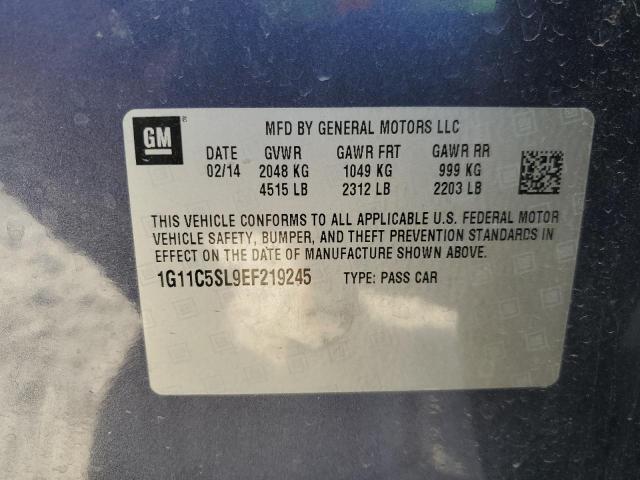 GM ® MFD BY GENERAL MOTORS LLC
DATE GVWR GAWR FRT GAWR RR
02/14 2048 KG 1049 KG 999 KG
4515 LB 2312 LB 2203 LB
THIS VEHICLE CONFORMS TO ALL APPLICABLE U.S. FEDERAL MOTOR
VEHICLE SAFETY, BUMPER, AND THEFT PREVENTION STANDARDS IN
EFFECT ON THE DATE OF MANUFACTURE SHOWN ABOVE.
1G11C5SL9EF219245 TYPE: PASS CAR